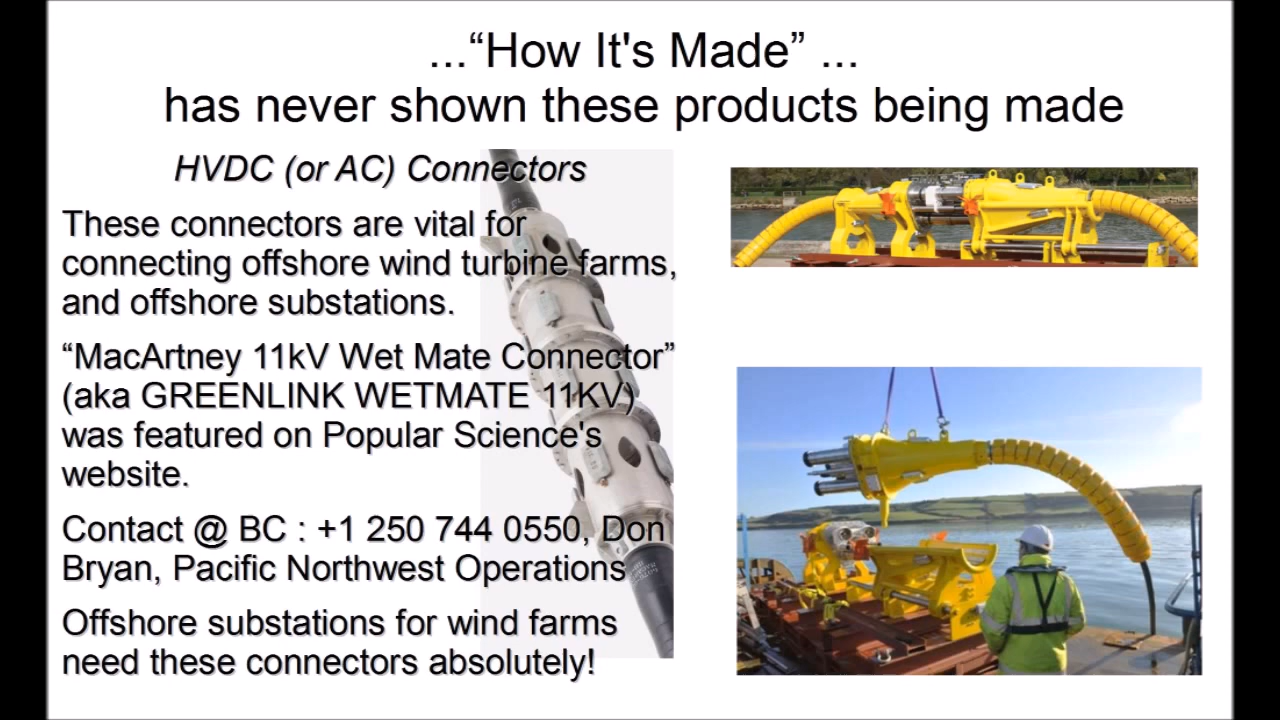 ...“How It's Made” ...
has never shown these products being made
HVDC (or AC) Connectors
These connectors are vital for
connecting offshore wind turbine farms,
and offshore substations.
“MacArtney 11kV Wet Mate Connector”
(aka GREENLINK WETMATE 11KV)
was featured on Popular Science's
website.
Contact @ BC : +1 250 744 0550, Don
Bryan, Pacific Northwest Operations
Offshore substations for wind farms
need these connectors absolutely!